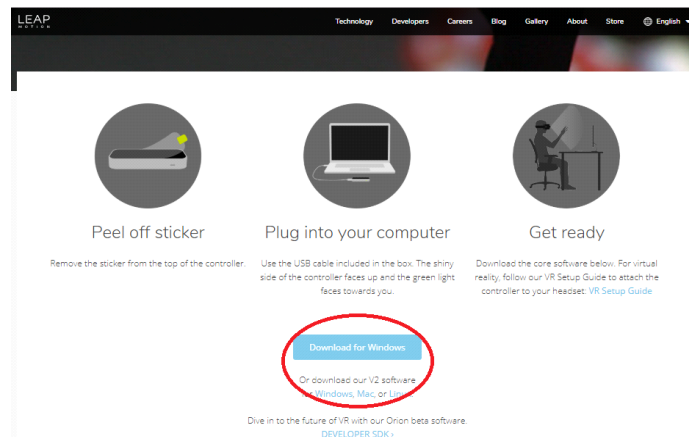 LEAP
MOTION
Technology Developers Careers Blog Gallery About Store English
Peel off sticker
Remove the sticker from the top of the controller.
Plug into your computer
Use the USB cable included in the box. The shiny
side of the controller faces up and the green light
faces towards you.
Get ready
Download the core software below. For virtual
reality, follow our VR Setup Guide to attach the
controller to your headset: VR Setup Guide
Download for Windows
Or download our V2 software
for Windows, Mac, or Linux
Dive in to the future of VR with our Orion beta software.
DEVELOPER SDK ›